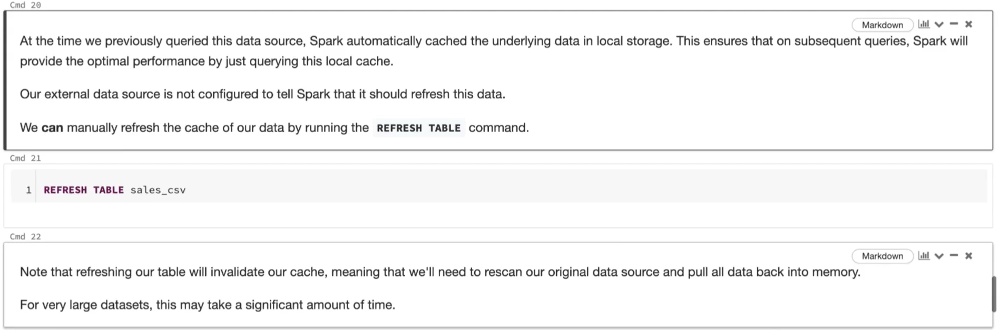 Cmd 20
Markdown
At the time we previously queried this data source, Spark automatically cached the underlying data in local storage. This ensures that on subsequent queries, Spark will
provide the optimal performance by just querying this local cache.
Our external data source is not configured to tell Spark that it should refresh this data.
We can manually refresh the cache of our data by running the REFRESH TABLE command.
Cmd 21
1 REFRESH TABLE sales_csv
Cmd 22
Markdown
Note that refreshing our table will invalidate our cache, meaning that we'll need to rescan our original data source and pull all data back into memory.
For very large datasets, this may take a significant amount of time.